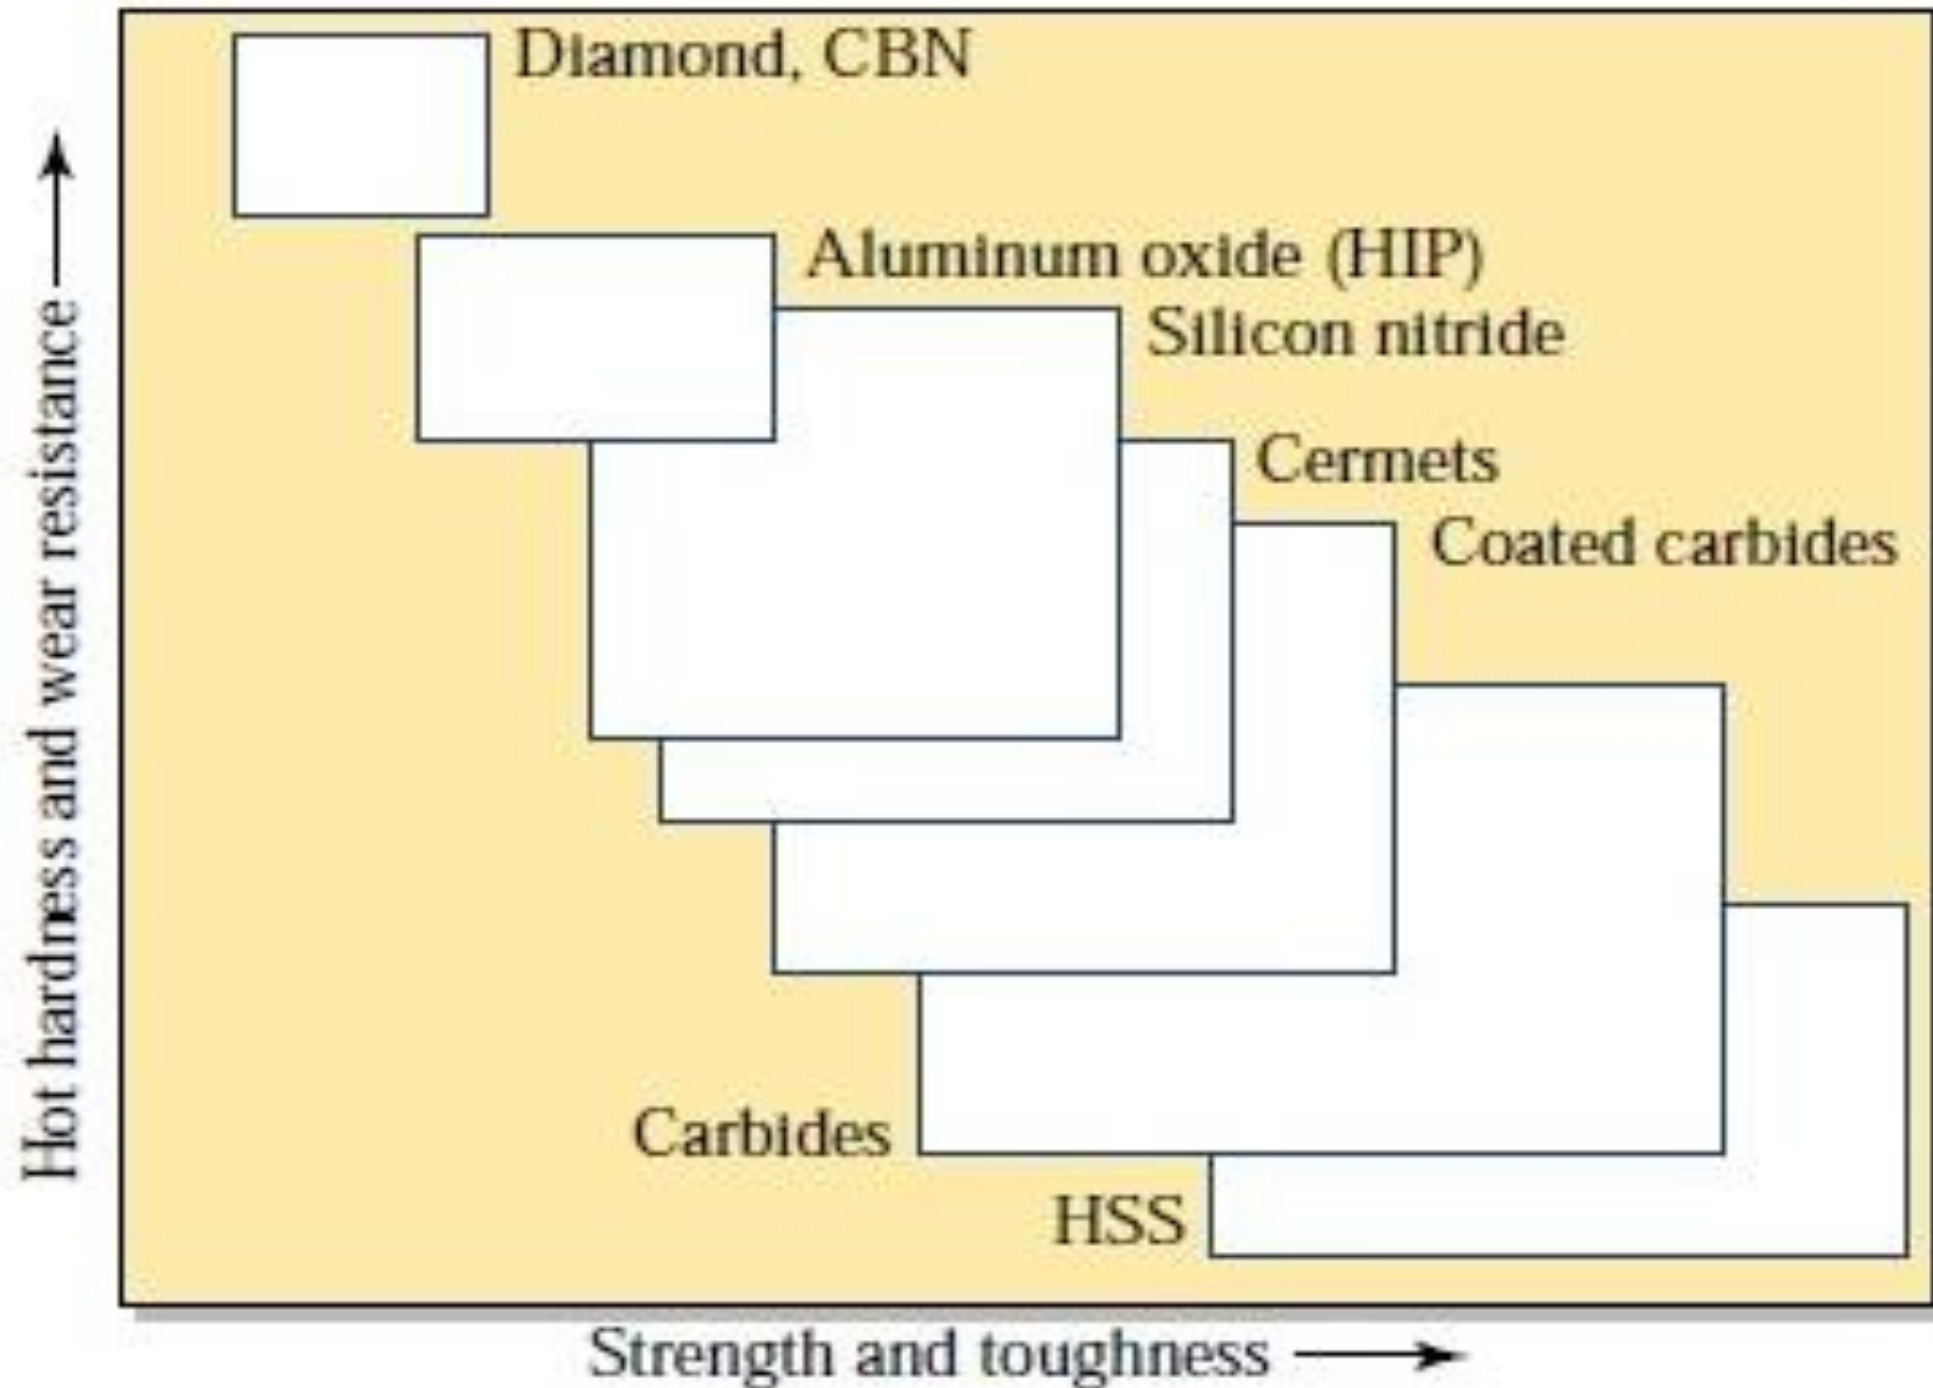 Diamond, CBN
Aluminum oxide (HIP)
Silicon nitride
Cermets
Coated carbides
Carbides
HSS
Hot hardness and wear resistance
Strength and toughness